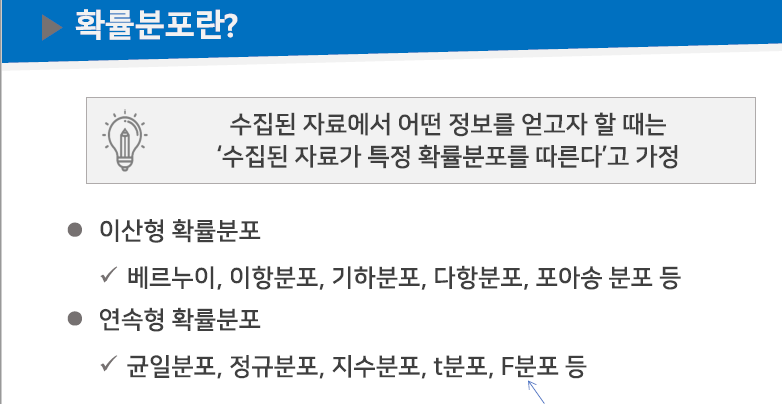 확률분포란?
수집된 자료에서 어떤 정보를 얻고자 할 때는
‘수집된 자료가 특정 확률분포를 따른다’고 가정
이산형 확률분포
베르누이, 이항분포, 기하분포, 다항분포, 포아송 분포 등
연속형 확률분포
균일분포, 정규분포, 지수분포, t분포, F분포 등